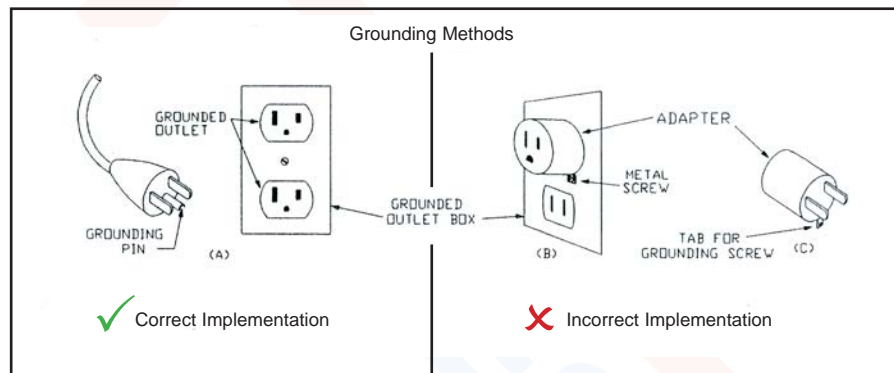 Grounding Methods
GROUNDED
OUTLET
GROUNDING
PIN
(A)
GROUNDED
OUTLET BOX
ADAPTER
METAL
SCREW
(B)
TAB FOR
GROUNDING SCREW
(C)
Correct Implementation
Incorrect Implementation